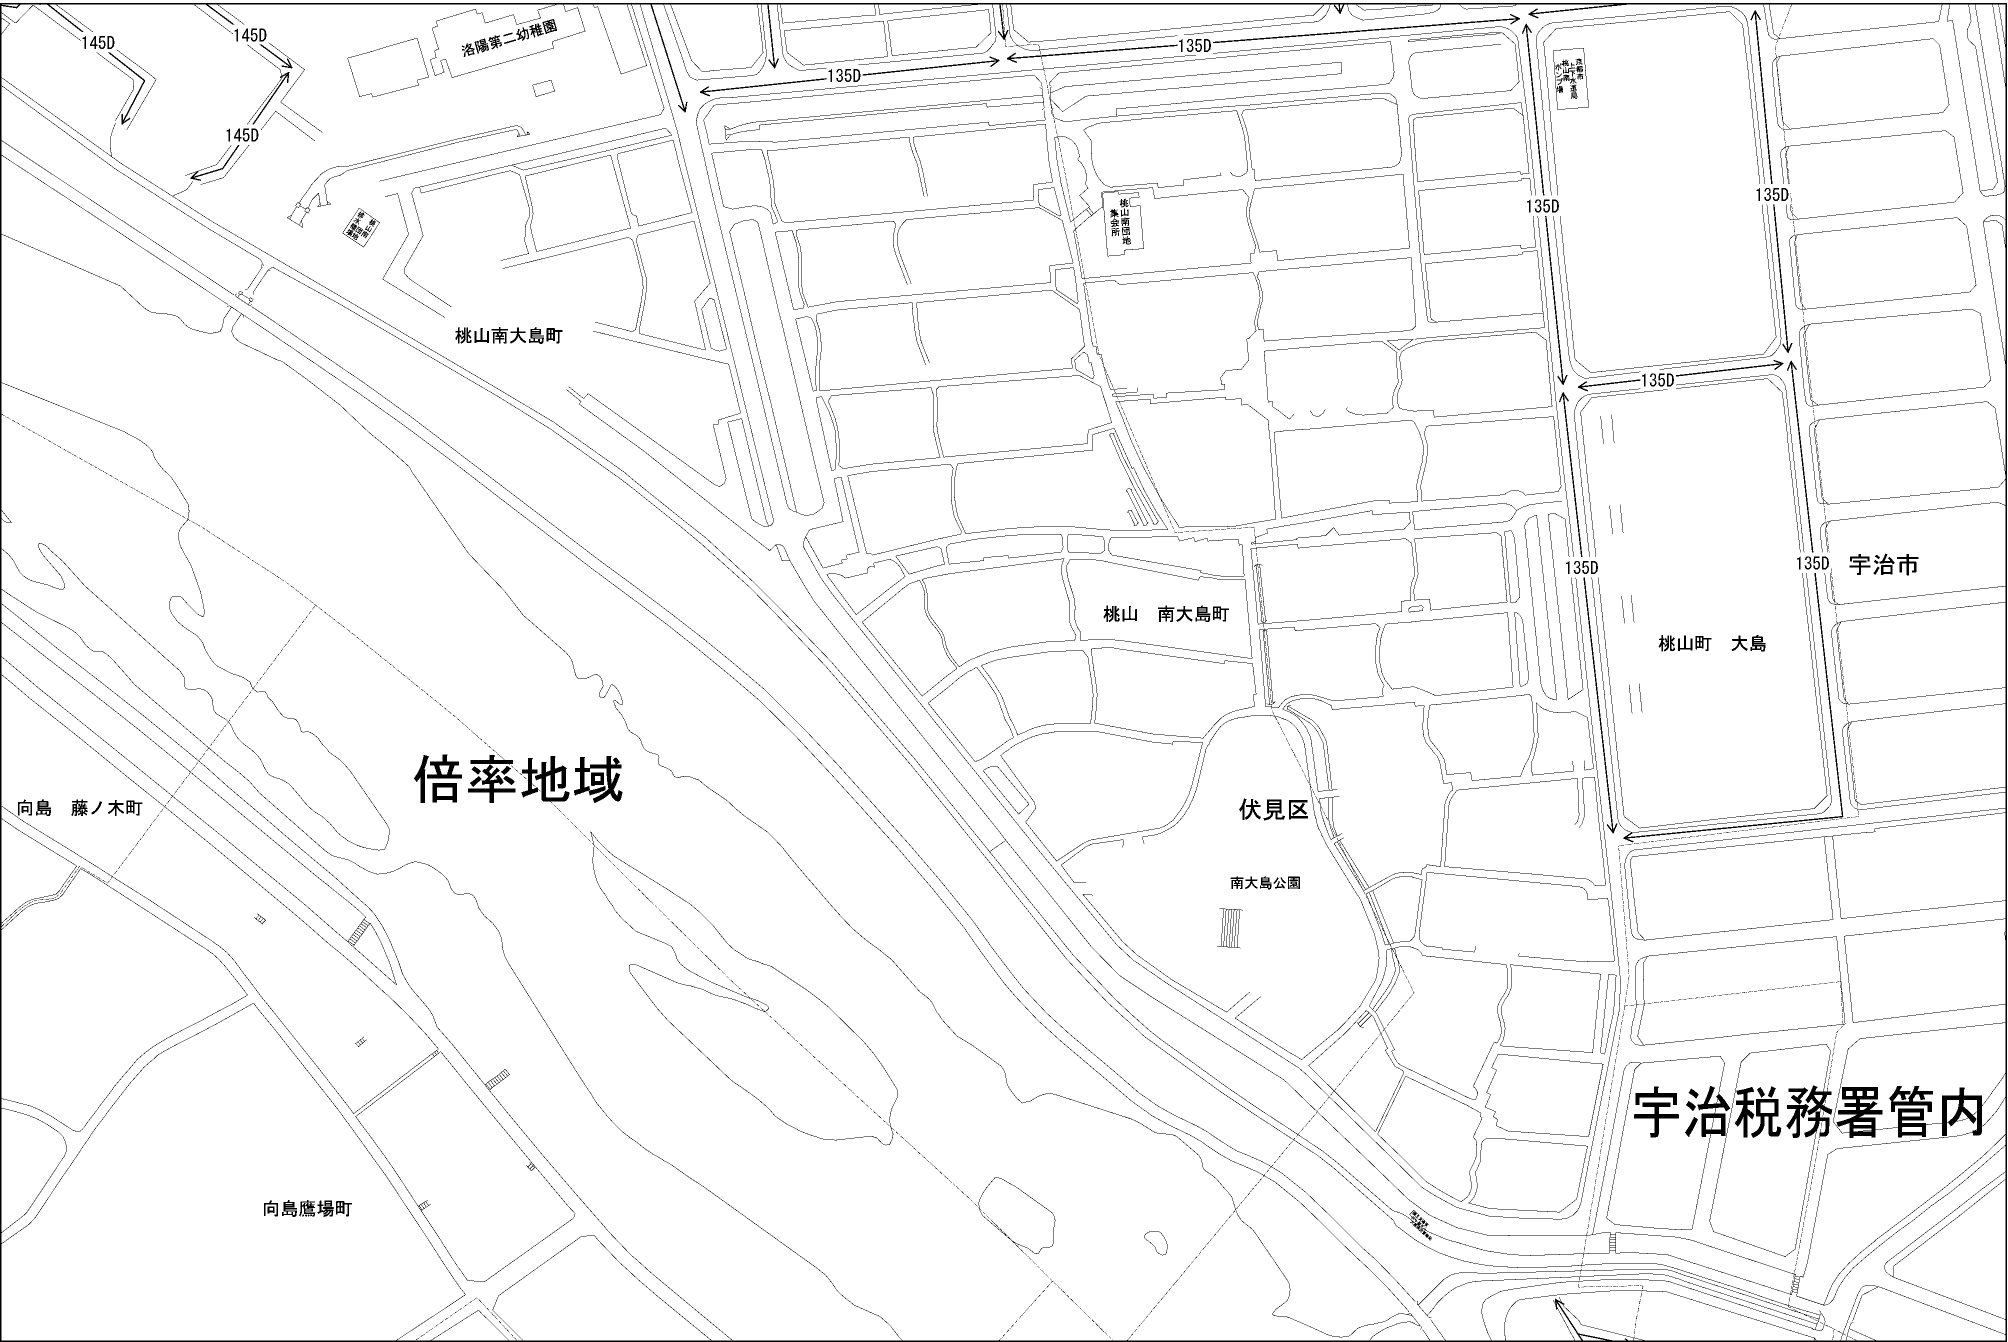 145D
145D
洛陽第二幼稚園
135D
135D
145D
135D
135D
桃山南団地
集会所
桃山南大島町
135D
135D
135D
宇治市
桃山　南大島町
桃山町　大島
倍率地域
向島　藤ノ木町
伏見区
南大島公園
宇治税務署管内
向島鷹場町